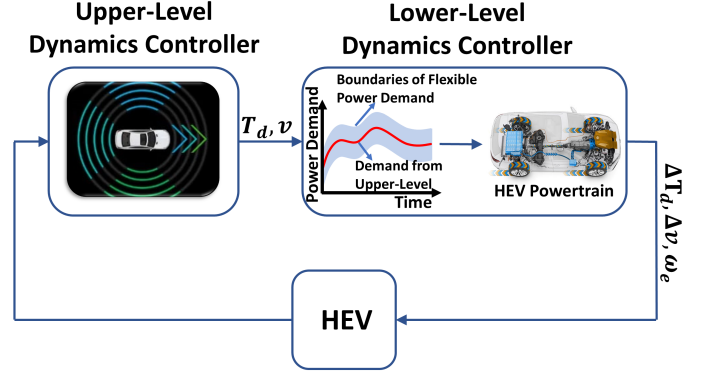 Upper-Level
Dynamics Controller
Lower-Level
Dynamics Controller
T_d, v
Power Demand
Boundaries of Flexible
Power Demand
Demand from
Upper-Level
Time
HEV Powertrain
ΔT_d, Δv, ω_e
HEV